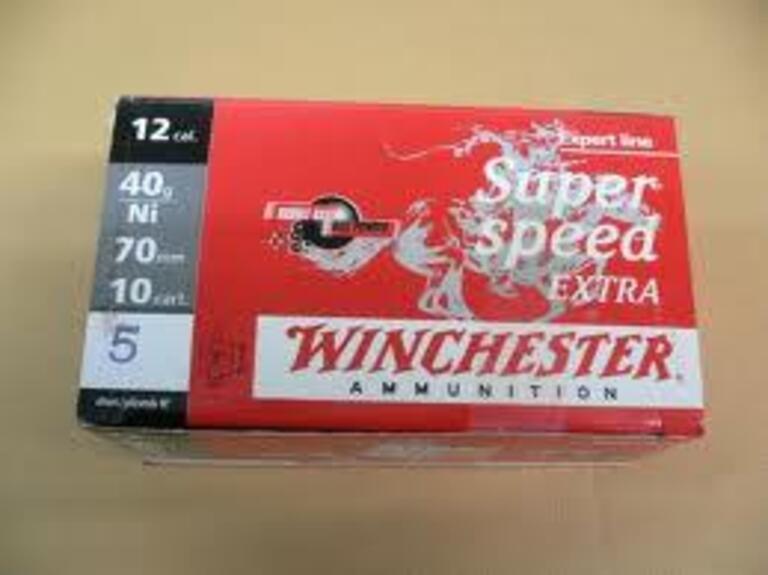 12 cal.
40g
Ni
70mm
10 cart.
5
Expert line
Super
speed
EXTRA
WINCHESTER
AMMUNITION